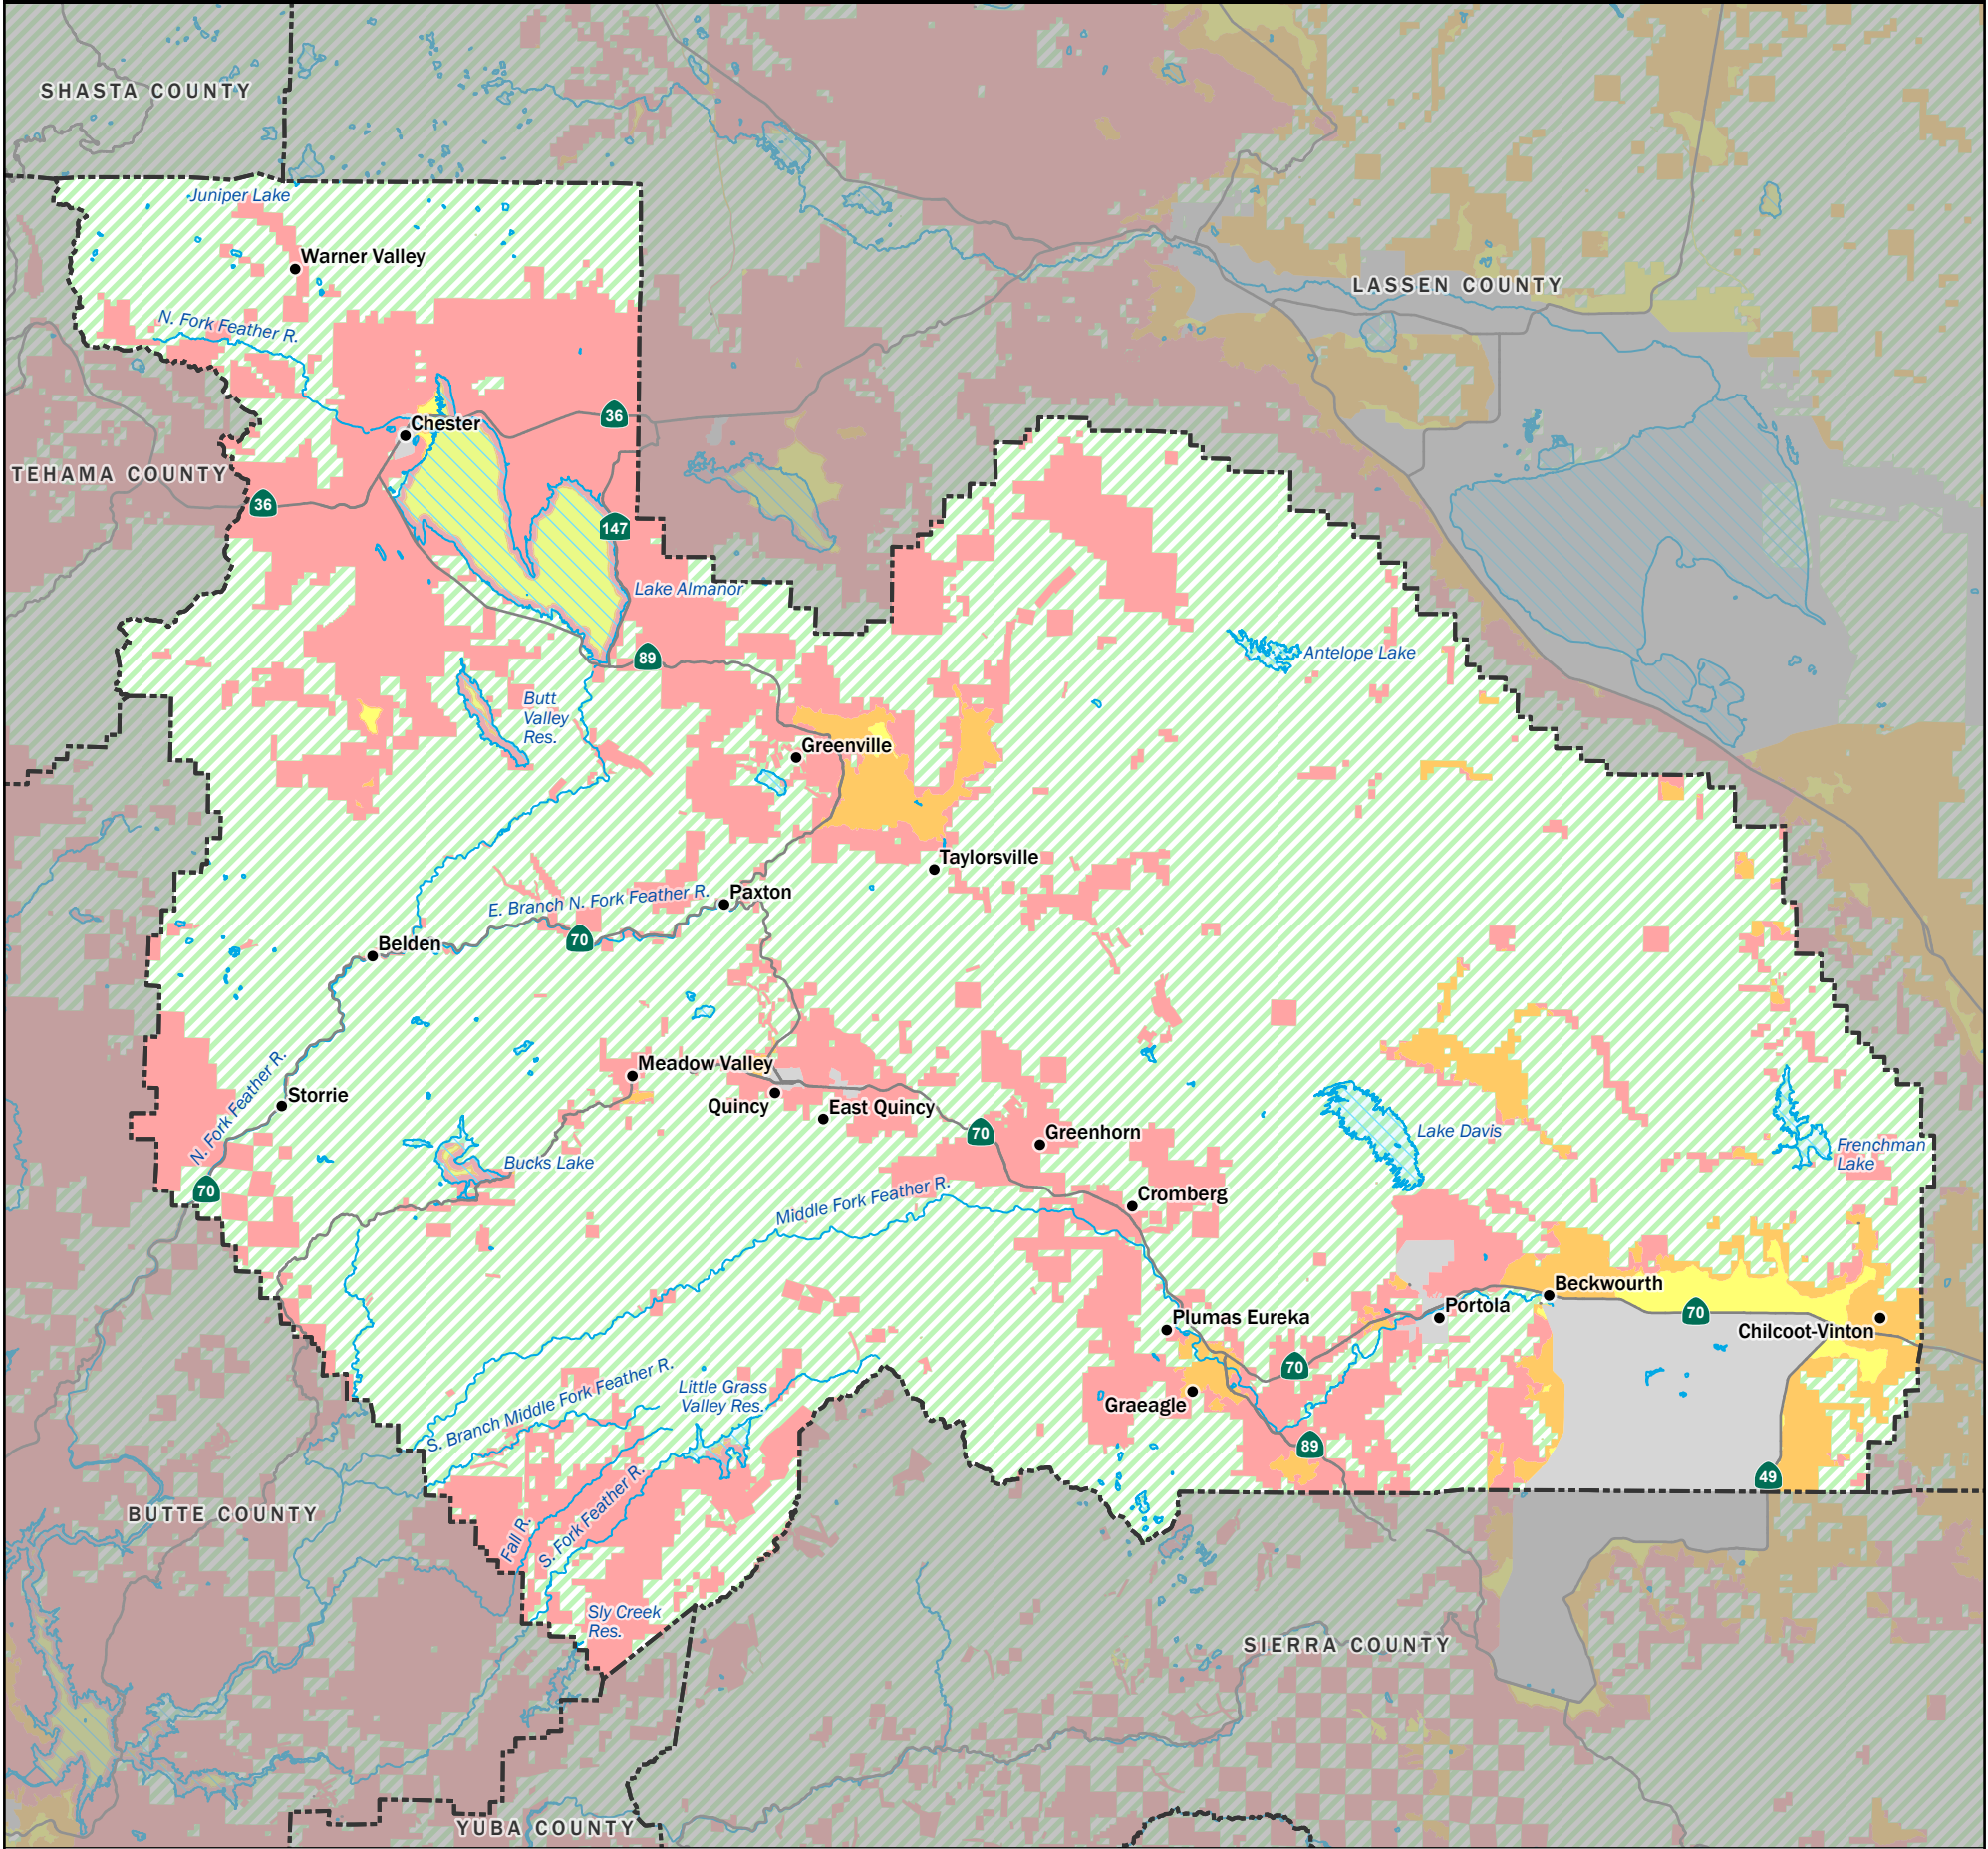 SHASTA COUNTY
Juniper Lake
Warner Valley
LASSEN COUNTY
N. Fork Feather R.
36
Chester
TEHAMA COUNTY
36
147
Lake Almanor
89
Antelope Lake
Butt
Valley
Res.
Greenville
Taylorsville
Paxton
E. Branch N. Fork Feather R.
70
Belden
Meadow Valley
N. Fork Feather R.
Storrie
Quincy
East Quincy
70
Greenhorn
Lake Davis
Frenchman
Lake
Bucks Lake
70
Cromberg
Middle Fork Feather R.
Beckwourth
Portola
70
Plumas Eureka
Chilcoot-Vinton
70
S. Branch Middle Fork Feather R.
Little Grass
Valley Res.
Graeagle
89
49
BUTTE COUNTY
Fall R.
S. Fork Feather R.
Sly Creek
Res.
SIERRA COUNTY
YUBA COUNTY